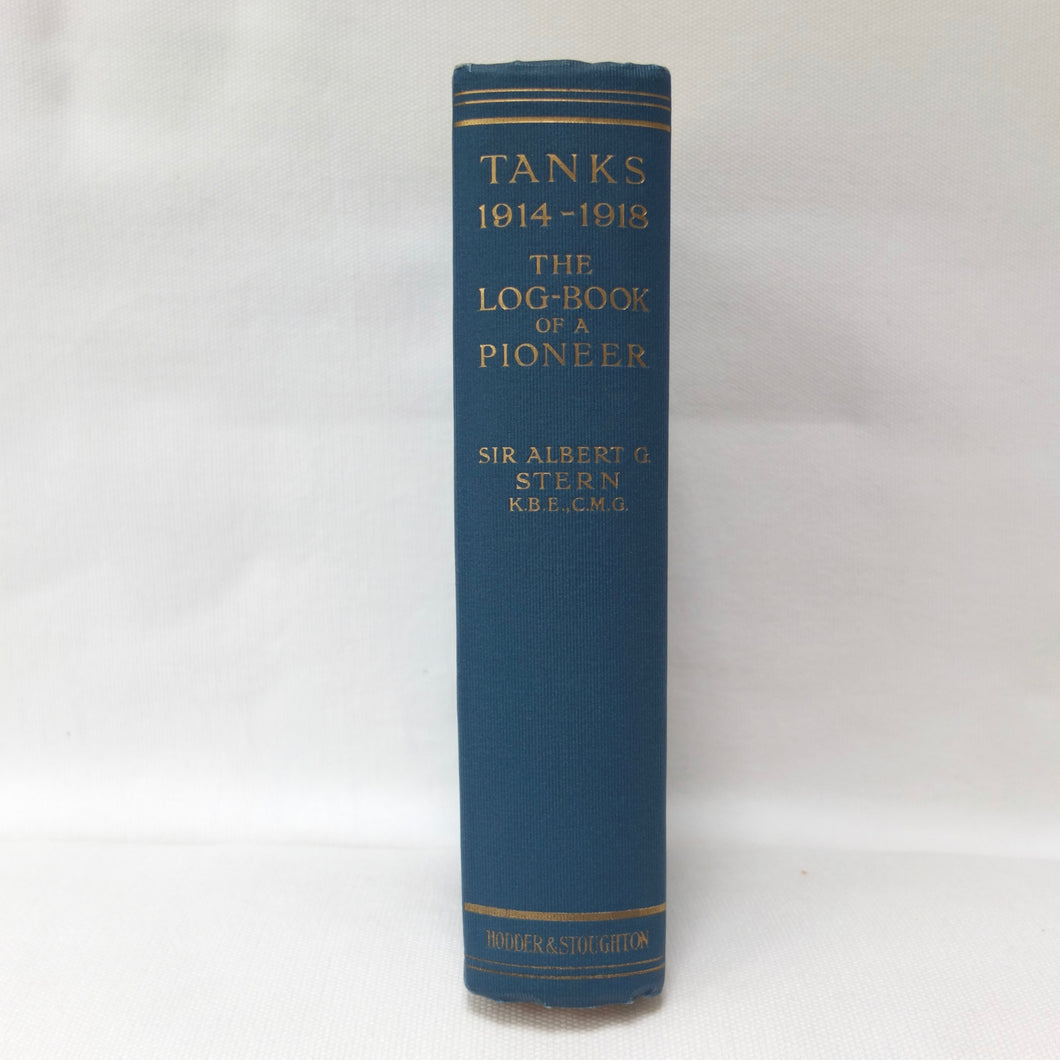 TANKS
1914-1918
THE
LOG-BOOK
OF A
PIONEER
SIR ALBERT G.
STERN
K.B.E., C.M.G.
HODDER & STOUGHTON